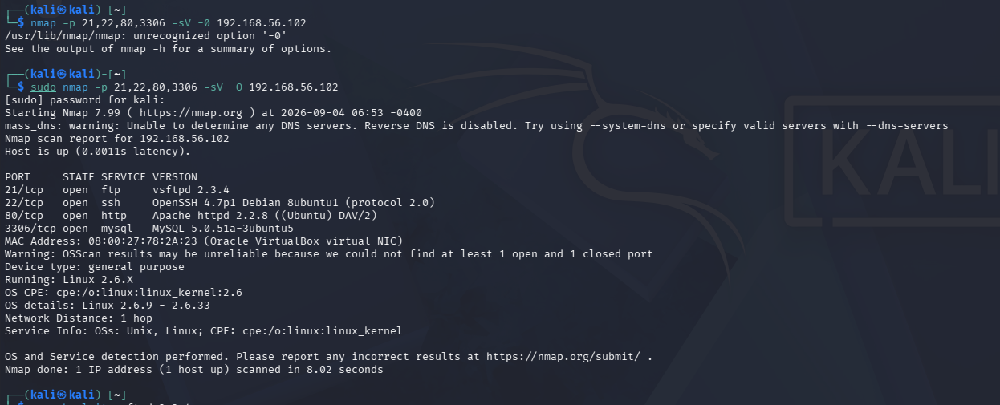 ┌──(kali㉿kali)-[~]
└─$ nmap -p 21,22,80,3306 -sV -0 192.168.56.102
/usr/lib/nmap/nmap: unrecognized option '-0'
See the output of nmap -h for a summary of options.
┌──(kali㉿kali)-[~]
└─$ sudo nmap -p 21,22,80,3306 -sV -O 192.168.56.102
[sudo] password for kali:
Starting Nmap 7.99 ( https://nmap.org ) at 2026-09-04 06:53 -0400
mass_dns: warning: Unable to determine any DNS servers. Reverse DNS is disabled. Try using --system-dns or specify valid servers with --dns-servers
Nmap scan report for 192.168.56.102
Host is up (0.0011s latency).
PORT     STATE SERVICE VERSION
21/tcp   open  ftp     vsftpd 2.3.4
22/tcp   open  ssh     OpenSSH 4.7p1 Debian 8ubuntu1 (protocol 2.0)
80/tcp   open  http    Apache httpd 2.2.8 ((Ubuntu) DAV/2)
3306/tcp open  mysql   MySQL 5.0.51a-3ubuntu5
MAC Address: 08:00:27:78:2A:23 (Oracle VirtualBox virtual NIC)
Warning: OSScan results may be unreliable because we could not find at least 1 open and 1 closed port
Device type: general purpose
Running: Linux 2.6.X
OS CPE: cpe:/o:linux:linux_kernel:2.6
OS details: Linux 2.6.9 - 2.6.33
Network Distance: 1 hop
Service Info: OSs: Unix, Linux; CPE: cpe:/o:linux:linux_kernel
OS and Service detection performed. Please report any incorrect results at https://nmap.org/submit/ .
Nmap done: 1 IP address (1 host up) scanned in 8.02 seconds
┌──(kali㉿kali)-[~]
KALI